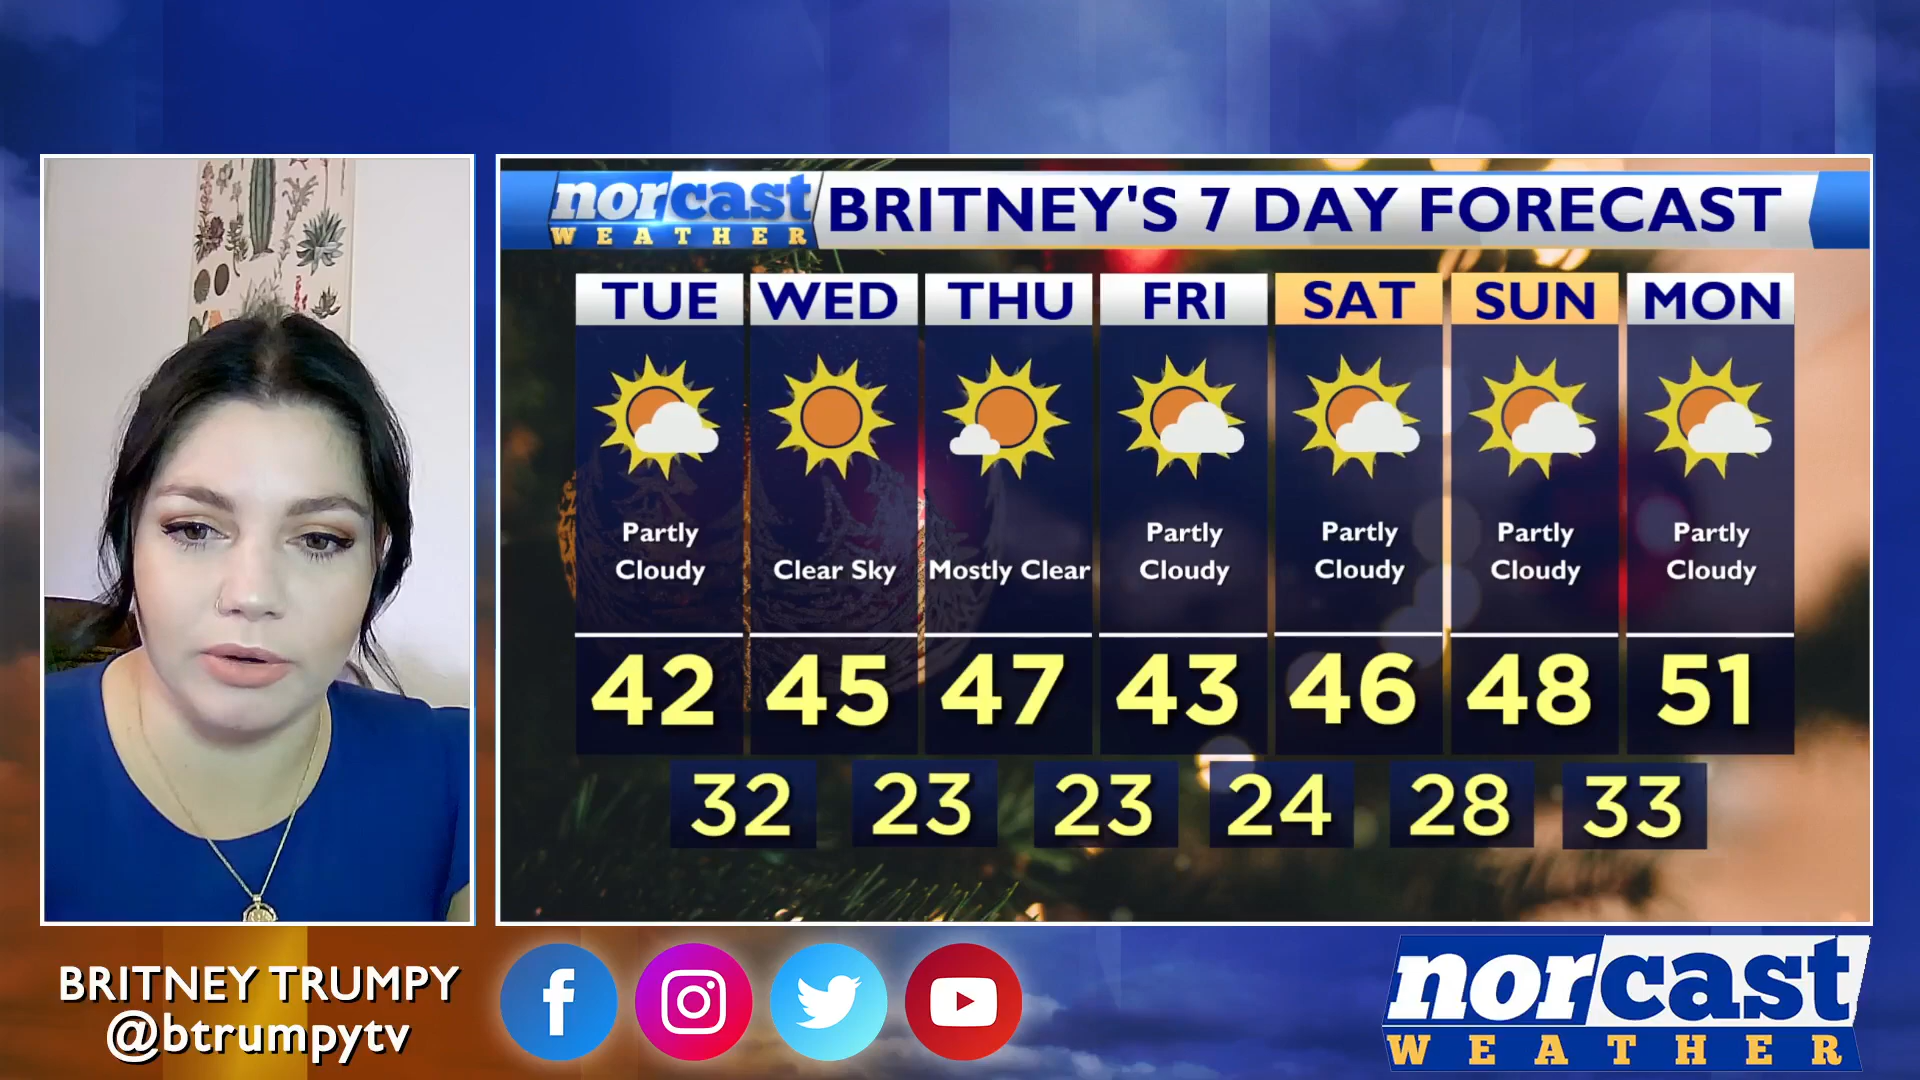 norcast
WEATHER
BRITNEY'S 7 DAY FORECAST
TUE WED THU FRI SAT SUN MON
Partly Cloudy
Clear Sky
Mostly Clear
Partly Cloudy
Partly Cloudy
Partly Cloudy
Partly Cloudy
42 45 47 43 46 48 51
32 23 23 24 28 33
BRITNEY TRUMPY
@btrumpytv
norcast
WEATHER